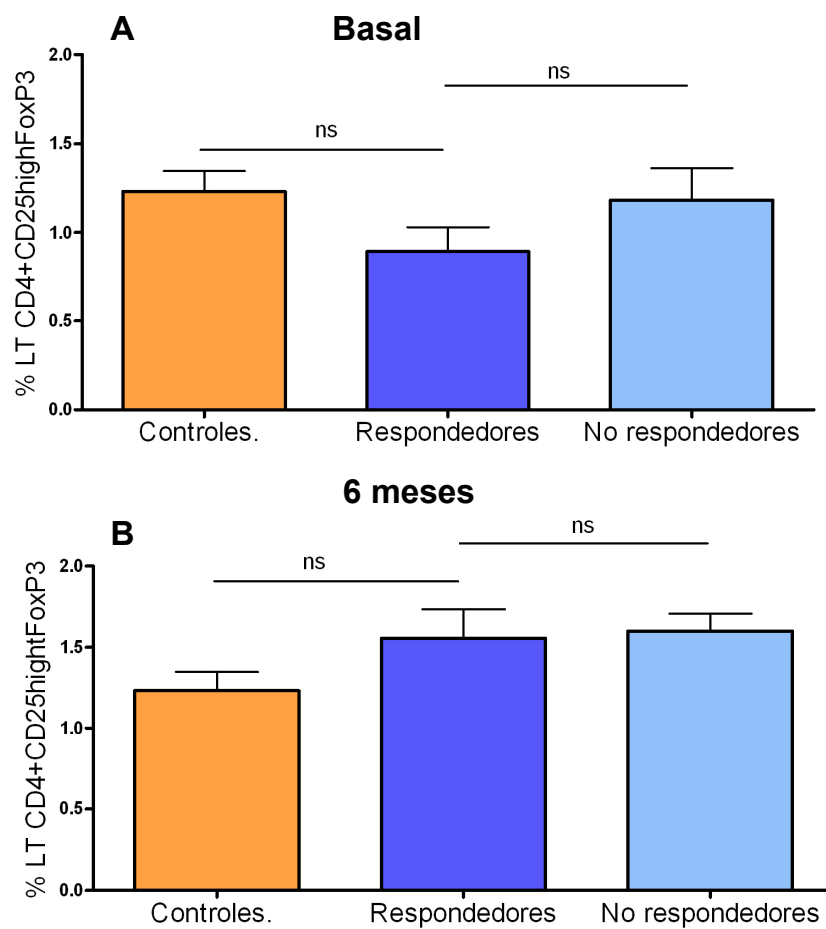 A
Basal
2.0
1.5
1.0
0.5
0.0
% LT CD4+CD25highFoxP3
ns
ns
Controles.
Respondedores
No respondedores
6 meses
B
2.0
1.5
1.0
0.5
0.0
% LT CD4+CD25hightFoxP3
ns
ns
Controles.
Respondedores
No respondedores